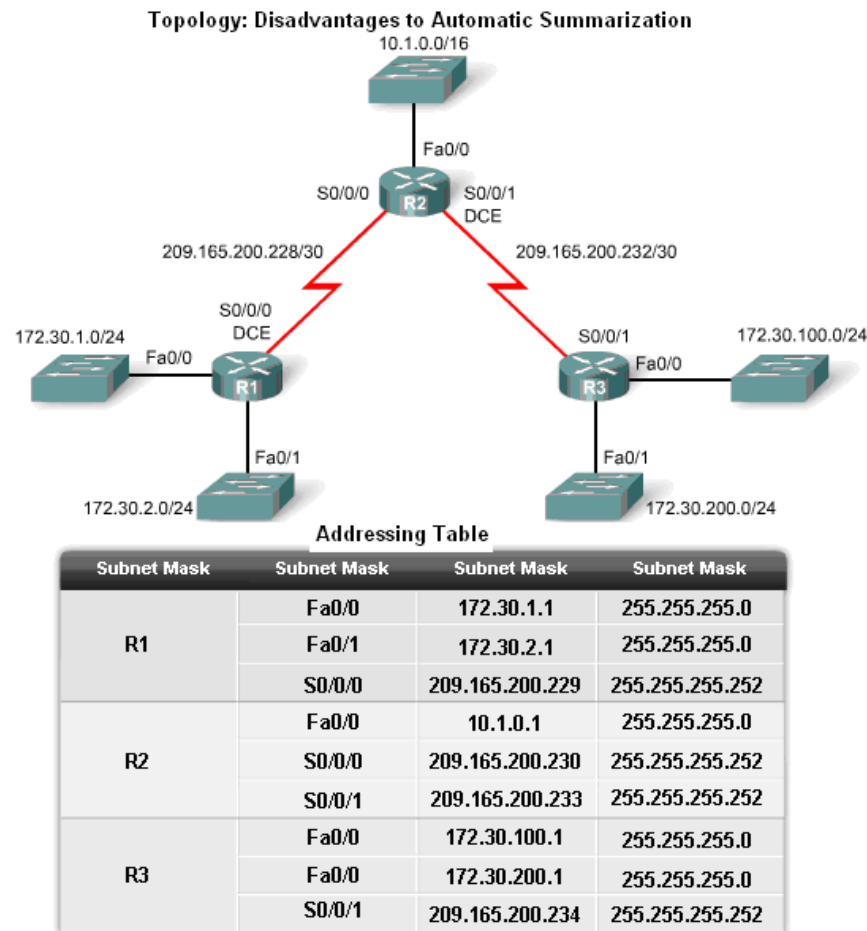 Topology: Disadvantages to Automatic Summarization
10.1.0.0/16
Fa0/0
S0/0/0
R2
S0/0/1
DCE
209.165.200.228/30
209.165.200.232/30
S0/0/0
DCE
172.30.1.0/24
Fa0/0
R1
Fa0/1
172.30.2.0/24
S0/0/1
172.30.100.0/24
Fa0/0
R3
Fa0/1
172.30.200.0/24
Addressing Table
Subnet Mask Subnet Mask Subnet Mask Subnet Mask
R1
Fa0/0 172.30.1.1 255.255.255.0
Fa0/1 172.30.2.1 255.255.255.0
S0/0/0 209.165.200.229 255.255.255.252
R2
Fa0/0 10.1.0.1 255.255.255.0
S0/0/0 209.165.200.230 255.255.255.252
S0/0/1 209.165.200.233 255.255.255.252
R3
Fa0/0 172.30.100.1 255.255.255.0
Fa0/0 172.30.200.1 255.255.255.0
S0/0/1 209.165.200.234 255.255.255.252